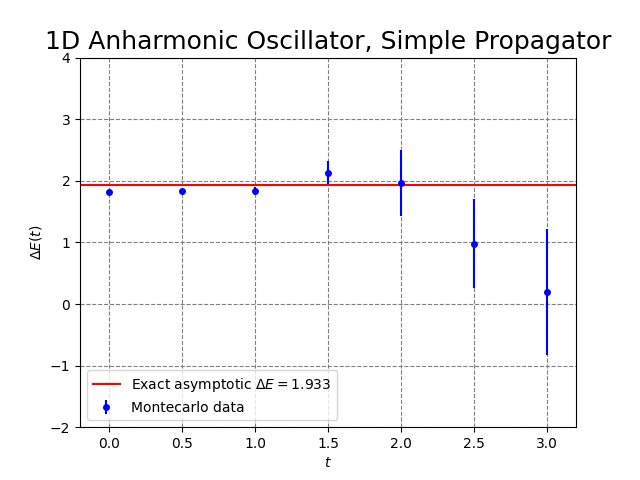 1D Anharmonic Oscillator, Simple Propagator
4
3
2
1
0
−1
−2
ΔE(t)
Exact asymptotic ΔE = 1.933
Montecarlo data
0.0 0.5 1.0 1.5 2.0 2.5 3.0
t